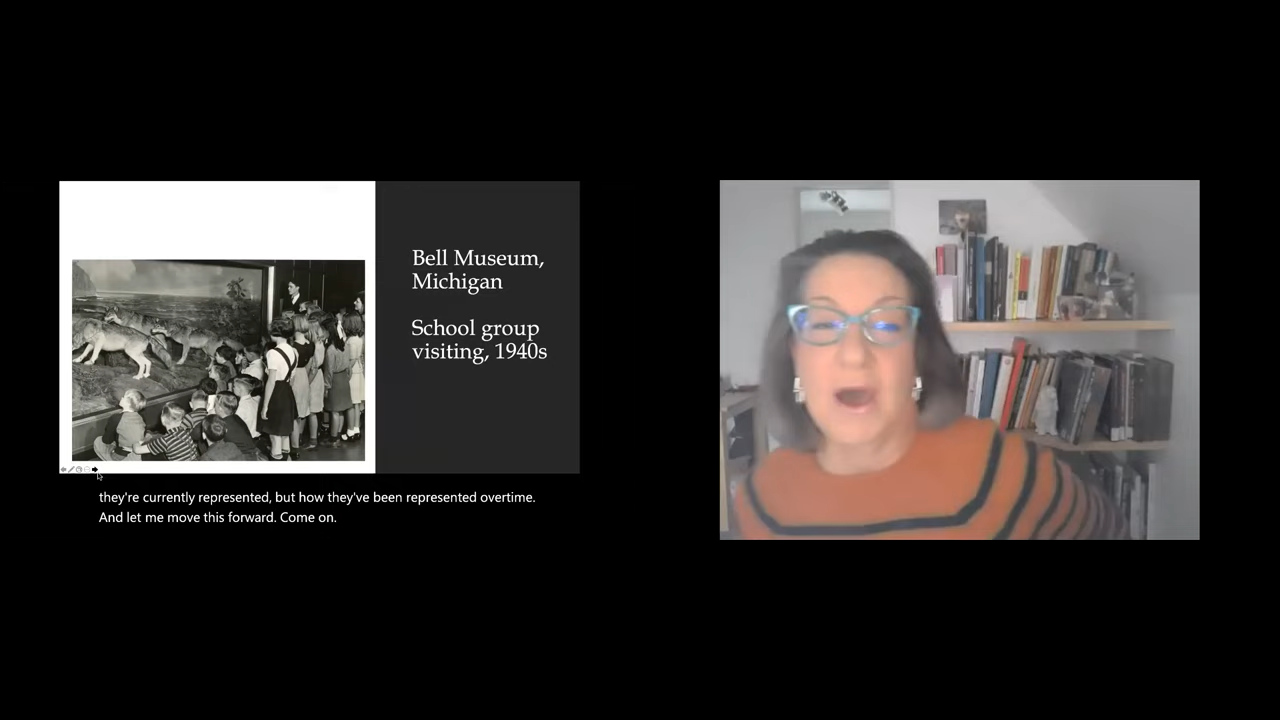 Bell Museum,
Michigan
School group
visiting, 1940s
they're currently represented, but how they've been represented overtime.
And let me move this forward. Come on.